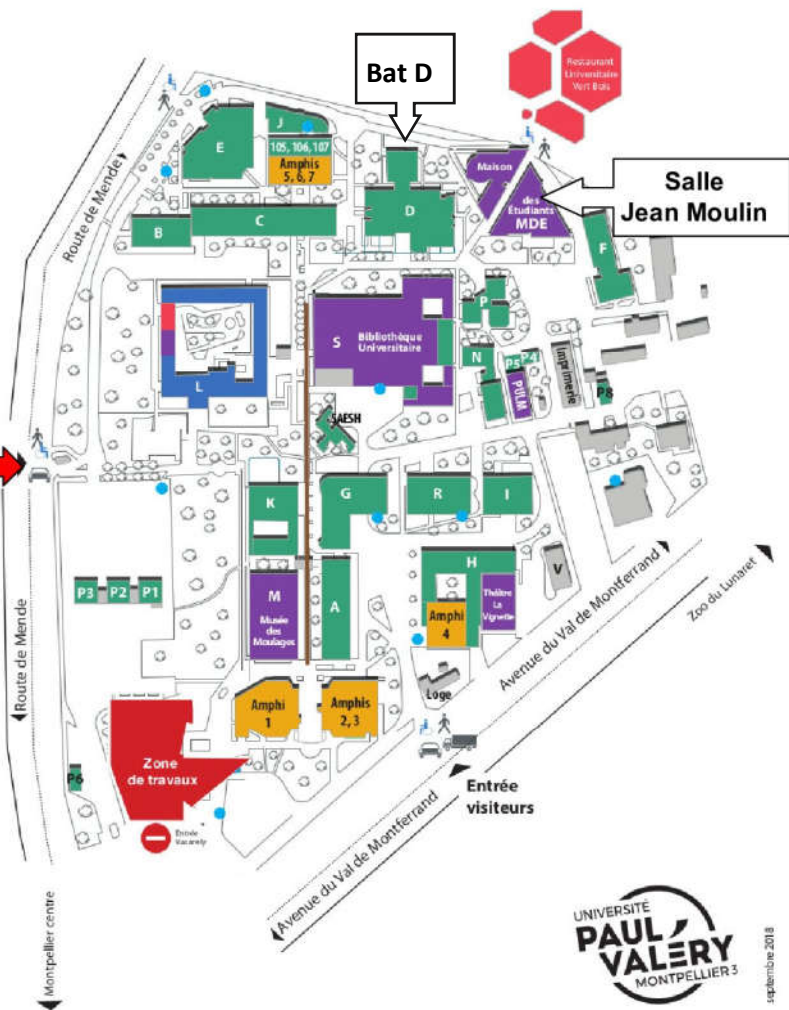 Bat D
Restaurant
Universitaire
Vert Bois
Salle
Jean Moulin
Route de Mende
E
J
105, 106, 107
Amphis
5, 6, 7
D
Maison
des
Étudiants
MDE
B
C
F
L
S
Bibliothèque
Universitaire
P
N
P5
P4
PULM
Imprimerie
P8
SAESH
K
G
R
I
H
V
P3
P2
P1
M
Musée
des
Moulages
A
Amphi
4
Théâtre
La
Vignette
Loge
Avenue du Val de Montferrand
Zoo du Lunaret
Route de Mende
Amphi
1
Amphis
2, 3
Zone
de travaux
P6
Entrée
Vacarely
Entrée
visiteurs
Avenue du Val de Montferrand
Montpellier centre
UNIVERSITÉ
PAUL
VALÉRY
MONTPELLIER 3
septembre 2018